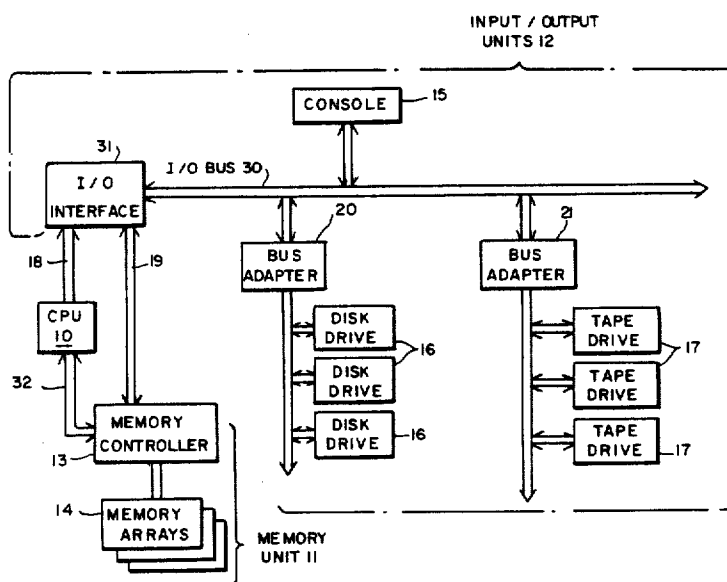 INPUT / OUTPUT
UNITS 12
CONSOLE
15
31
I/O
INTERFACE
I/O BUS 30
18
19
20
21
BUS
ADAPTER
BUS
ADAPTER
CPU
10
32
DISK
DRIVE
DISK
DRIVE
DISK
DRIVE
16
16
TAPE
DRIVE
TAPE
DRIVE
TAPE
DRIVE
17
17
MEMORY
CONTROLLER
13
14
MEMORY
ARRAYS
MEMORY
UNIT 11